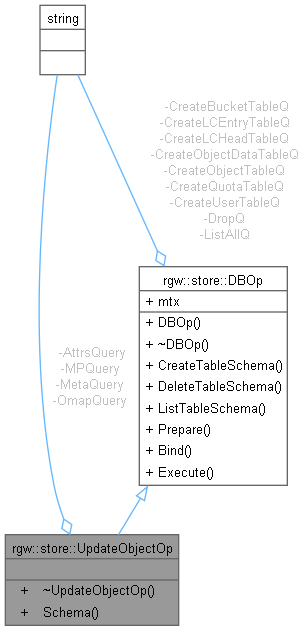 string
-CreateBucketTableQ
-CreateLCEntryTableQ
-CreateLCHeadTableQ
-CreateObjectDataTableQ
-CreateObjectTableQ
-CreateQuotaTableQ
-CreateUserTableQ
-DropQ
-ListAllQ
rgw::store::DBOp
+ mtx
+ DBOp()
+ ~DBOp()
+ CreateTableSchema()
+ DeleteTableSchema()
+ ListTableSchema()
+ Prepare()
+ Bind()
+ Execute()
-AttrsQuery
-MPQuery
-MetaQuery
-OmapQuery
rgw::store::UpdateObjectOp
+ ~UpdateObjectOp()
+ Schema()